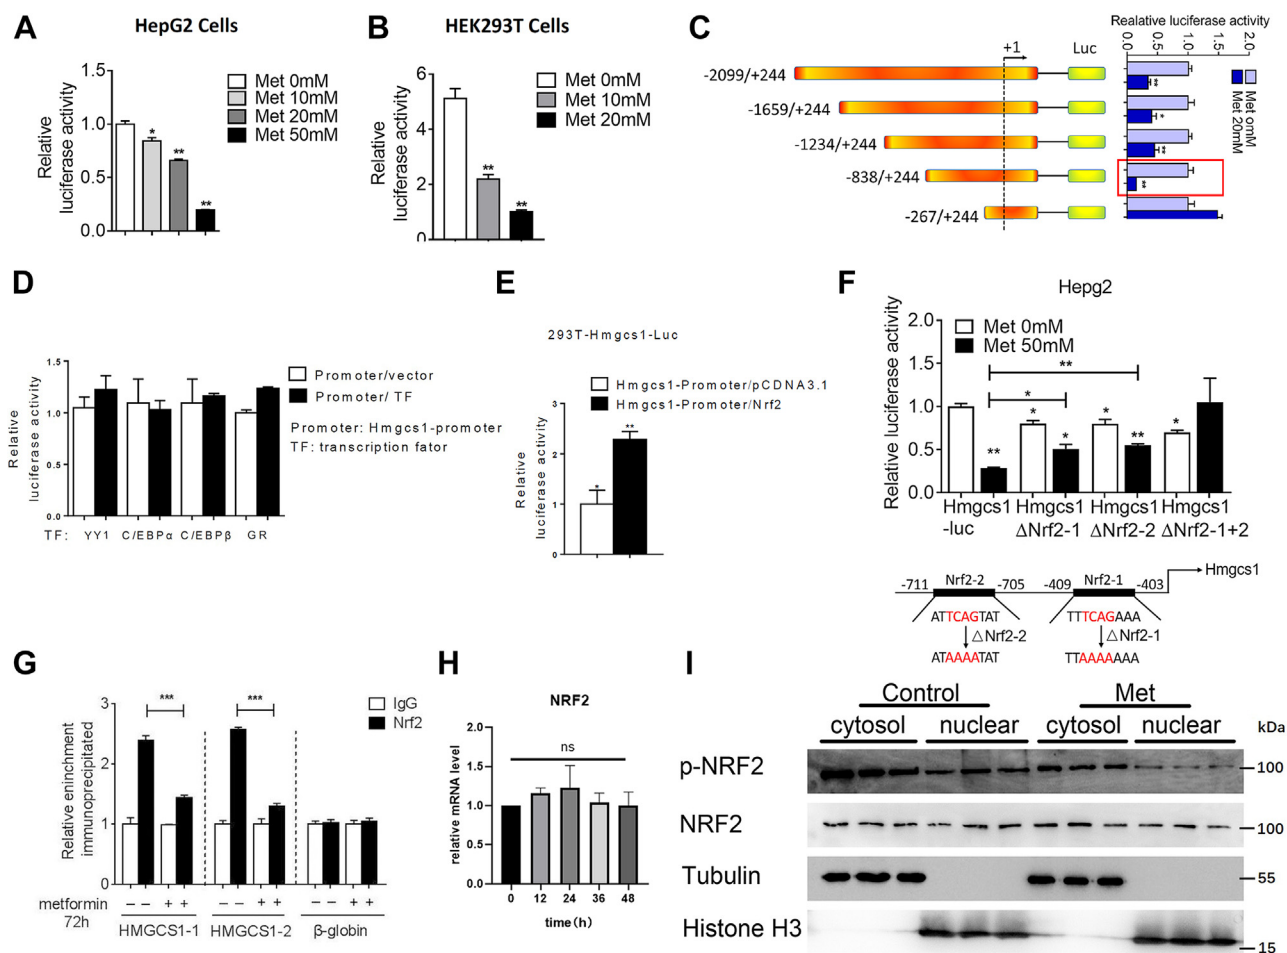 A
HepG2 Cells
Relative
luciferase activity
1.5
1.0
0.5
0.0
*
**
**
Met 0mM
Met 10mM
Met 20mM
Met 50mM
B
HEK293T Cells
Relative
luciferase activity
6
4
2
0
**
**
Met 0mM
Met 10mM
Met 20mM
C
+1
Luc
-2099/+244
-1659/+244
-1234/+244
-838/+244
-267/+244
Realative luciferase activity
0.0
0.5
1.0
1.5
2.0
**
*
**
**
Met 0mM
Met 20mM
D
Relative
luciferase activity
1.5
1.0
0.5
0.0
Promoter/vector
Promoter/ TF
Promoter: Hmgcs1-promoter
TF: transcription fator
TF: YY1 C/EBPα C/EBPβ GR
E
293T-Hmgcs1-Luc
Hmgcs1-Promoter/pCDNA3.1
Hmgcs1-Promoter/Nrf2
Relative
luciferase activity
3
2
1
0
*
**
F
Hepg2
Relative luciferase activity
2.0
1.5
1.0
0.5
0.0
Met 0mM
Met 50mM
**
*
**
*
*
*
**
*
Hmgcs1 Hmgcs1 Hmgcs1 Hmgcs1
-luc ΔNrf2-1 ΔNrf2-2 ΔNrf2-1+2
-711 Nrf2-2 -705 -409 Nrf2-1 -403 Hmgcs1
ATTCAGTAT TTTCAGAAA
△Nrf2-2 △Nrf2-1
ATAAAATAT TTAAAAAAA
G
Relative eninchment
immunoprecipitated
3
2
1
0
***
***
IgG
Nrf2
metformin − − + + − − + + − − + +
72h
HMGCS1-1 HMGCS1-2 β-globin
H
NRF2
relative mRNA level
2.0
1.5
1.0
0.5
0.0
ns
0 12 24 36 48
time(h)
I
Control Met
cytosol nuclear cytosol nuclear kDa
p-NRF2 100
NRF2 100
Tubulin 55
Histone H3 15